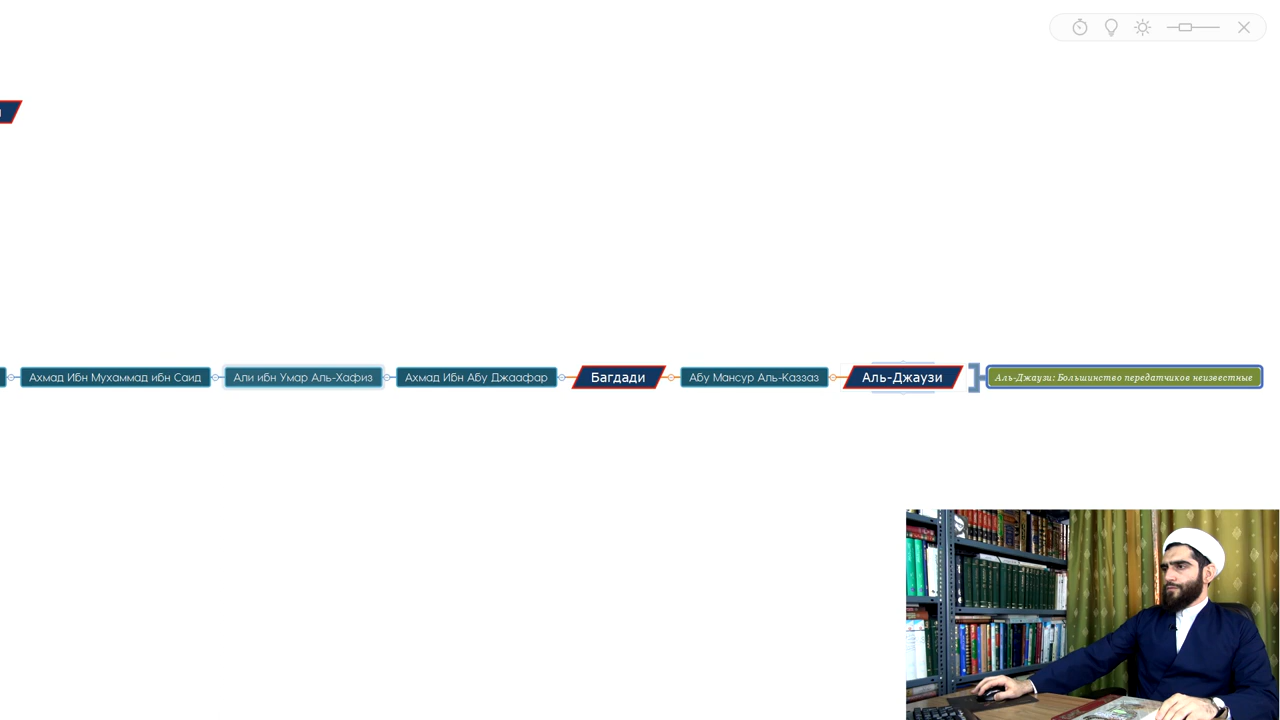 Ахмад Ибн Мухаммад ибн Саид
Али ибн Умар Аль-Хафиз
Ахмад Ибн Абу Джаафар
Багдади
Абу Мансур Аль-Каззаз
Аль-Джаузи
Аль-Джаузи: Большинство передатчиков неизвестные